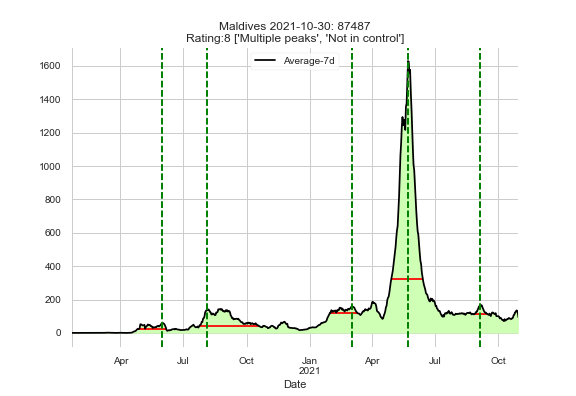 Maldives 2021-10-30: 87487
Rating:8 ['Multiple peaks', 'Not in control']
Average-7d
1600
1400
1200
1000
800
600
400
200
0
Apr Jul Oct Jan Apr Jul Oct
2021
Date